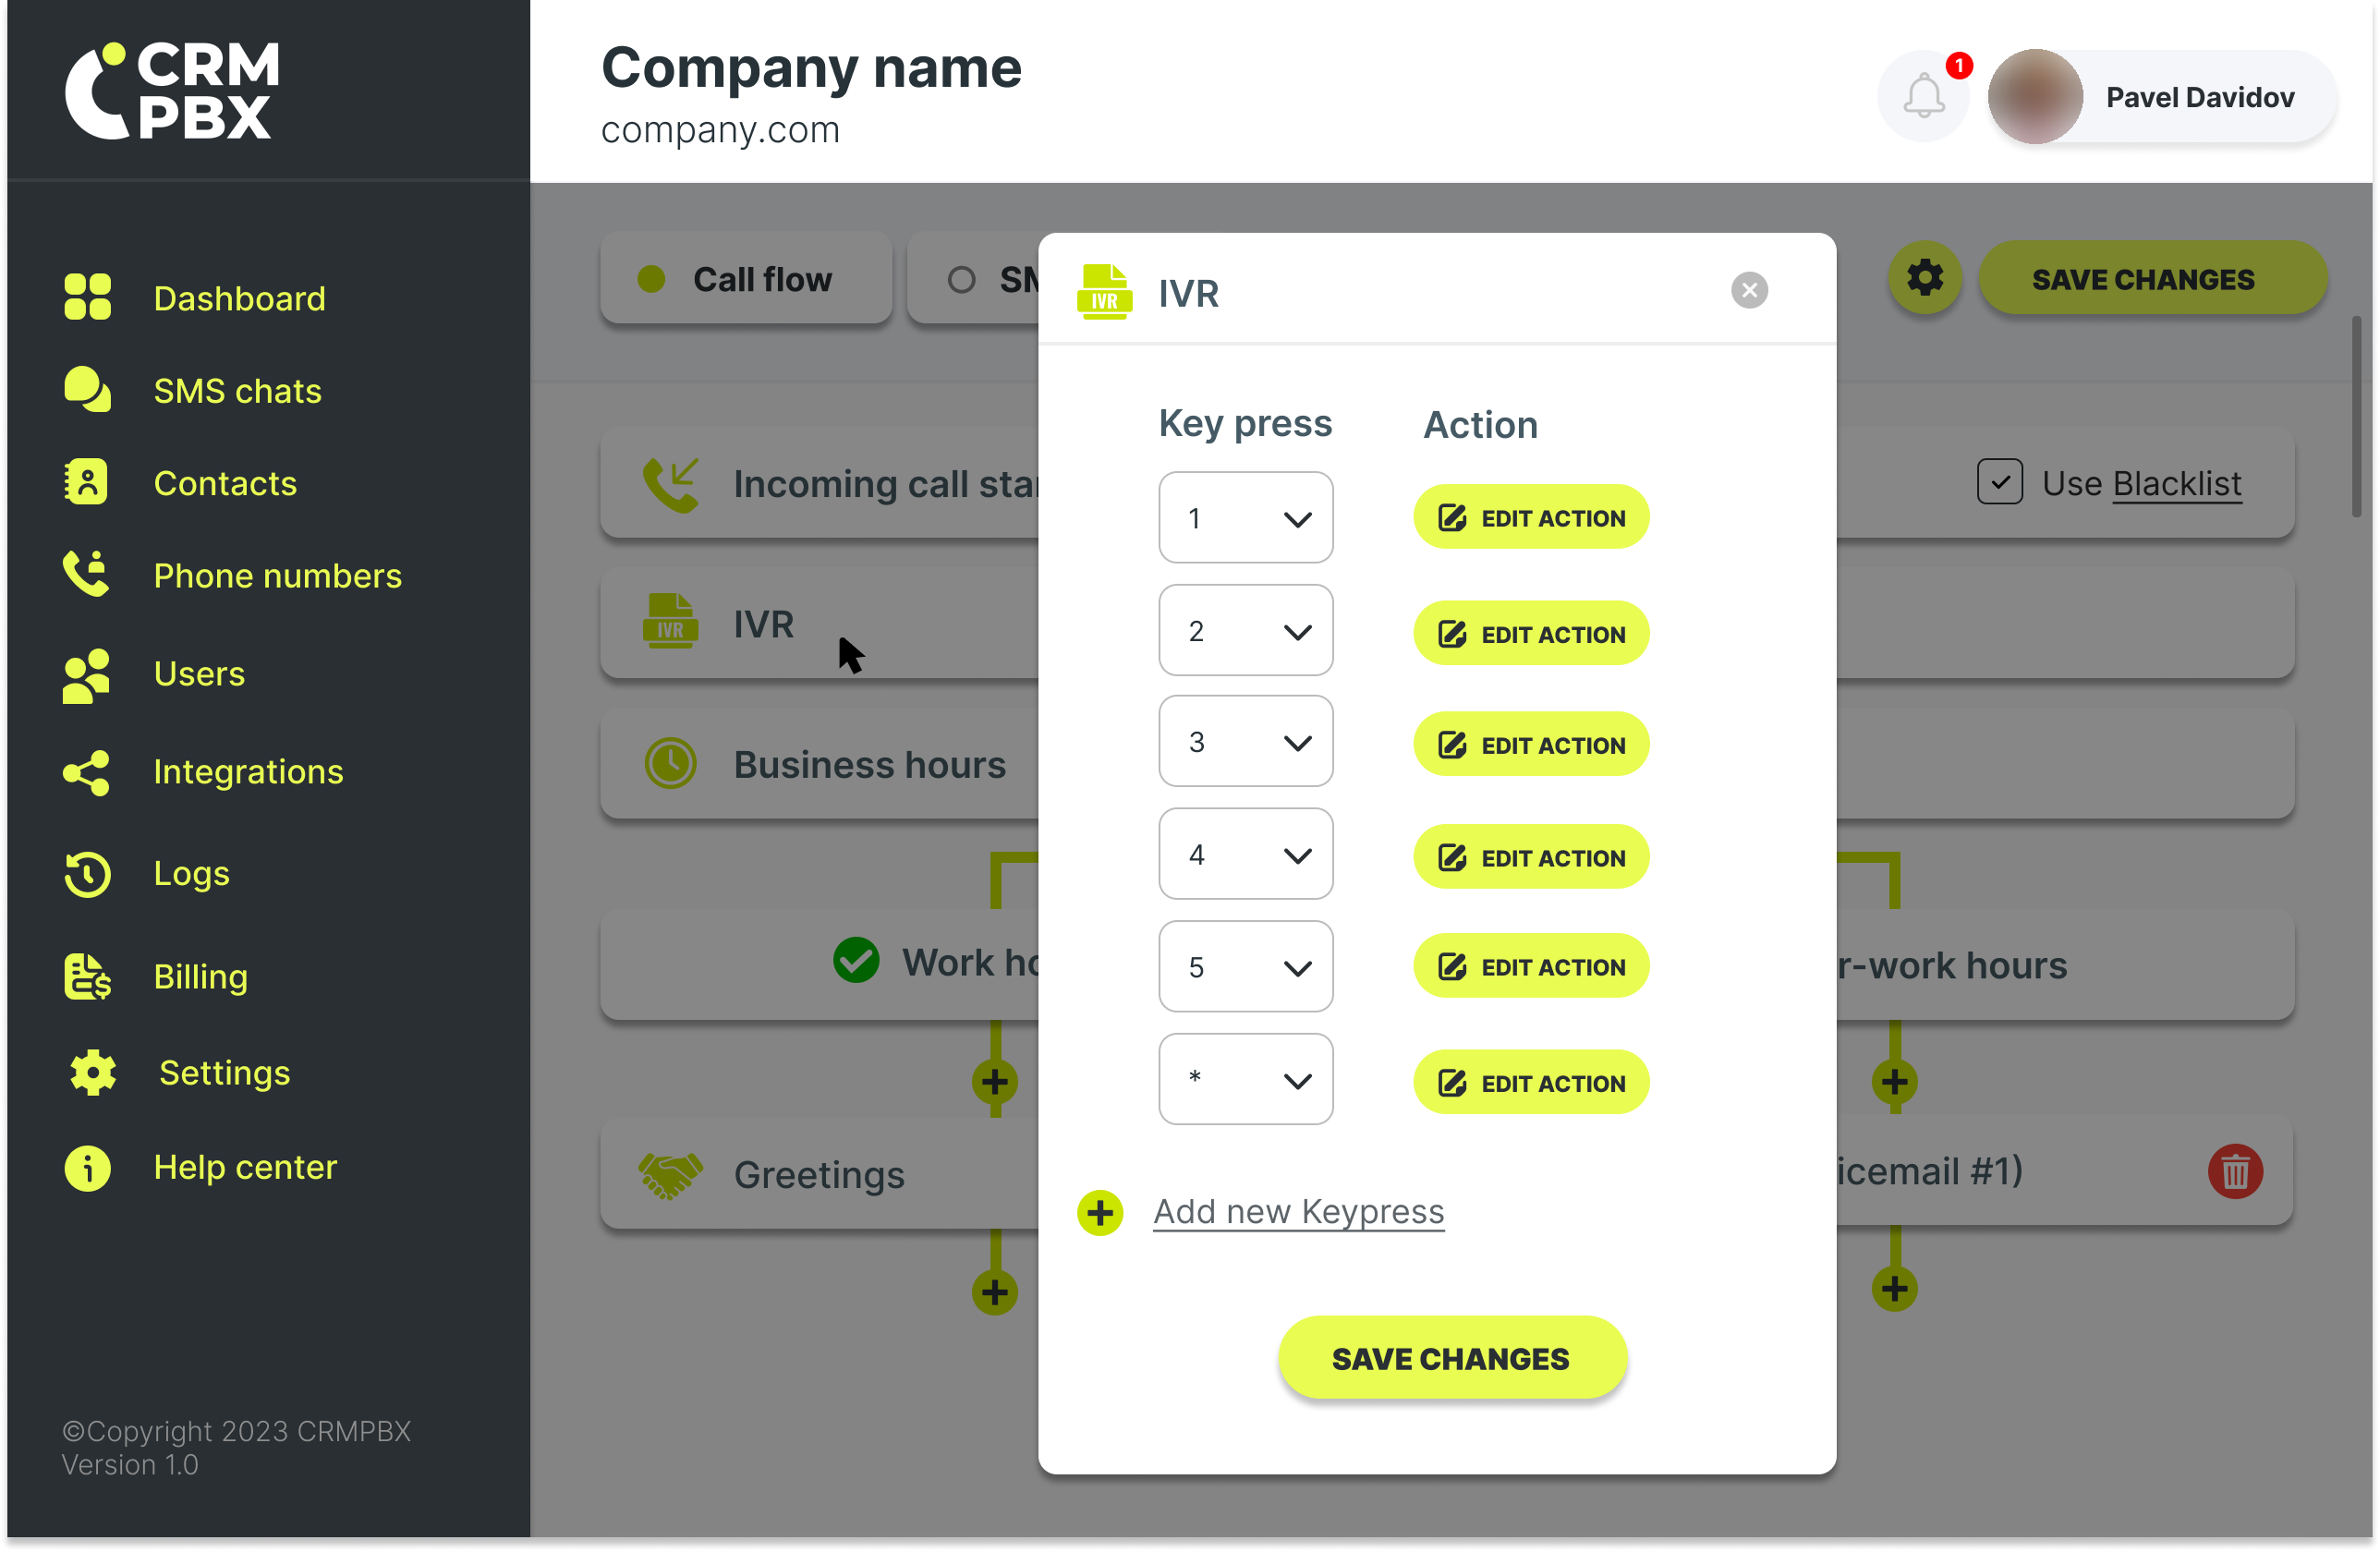 CRM
PBX
Company name
company.com
1
Pavel Davidov
Dashboard
SMS chats
Contacts
Phone numbers
Users
Integrations
Logs
Billing
Settings
Help center
©Copyright 2023 CRMPBX
Version 1.0
Call flow
SAVE CHANGES
Incoming call
Use Blacklist
IVR
IVR
Business hours
Work
-work hours
Greetings
#1)
IVR
IVR
Key press
Action
1
EDIT ACTION
2
EDIT ACTION
3
EDIT ACTION
4
EDIT ACTION
5
EDIT ACTION
*
EDIT ACTION
Add new Keypress
SAVE CHANGES